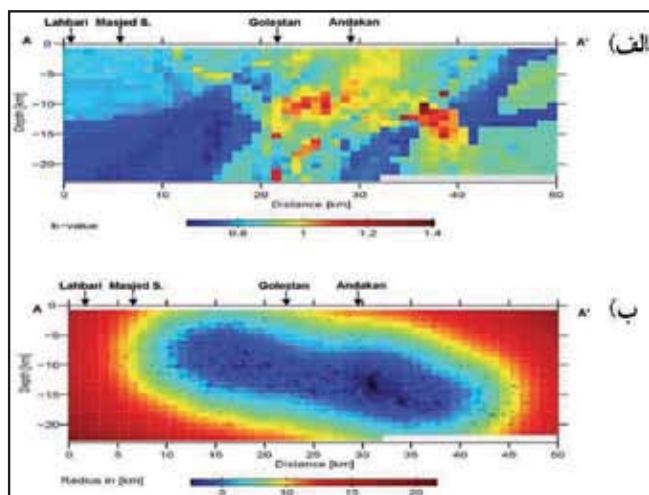 Lahbari Masjed S. Golestan Andakan
A A' الف)
0
-5
-10
-15
-20
Depth [km]
0 10 20 30 40 50 60
Distance [km]
b-value
0.8 1 1.2 1.4
Lahbari Masjed S. Golestan Andakan
A A' ب)
0
-5
-10
-15
-20
Depth [km]
0 5 10 15 20 25 30 35 40 45 50
Distance [km]
Radius in [km]
5 10 15 20